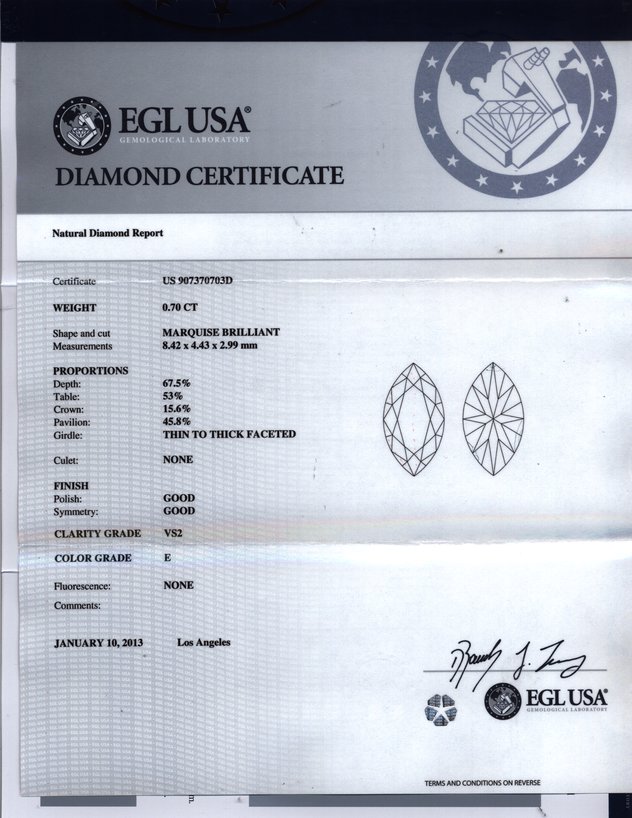 EGL USA®
GEMOLOGICAL LABORATORY
DIAMOND CERTIFICATE
Natural Diamond Report
Certificate US 907370703D
WEIGHT 0.70 CT
Shape and cut MARQUISE BRILLIANT
Measurements 8.42 x 4.43 x 2.99 mm
PROPORTIONS
Depth: 67.5%
Table: 53%
Crown: 15.6%
Pavilion: 45.8%
Girdle: THIN TO THICK FACETED
Culet: NONE
FINISH
Polish: GOOD
Symmetry: GOOD
CLARITY GRADE VS2
COLOR GRADE E
Fluorescence: NONE
Comments:
JANUARY 10, 2013 Los Angeles
EGL USA®
GEMOLOGICAL LABORATORY
TERMS AND CONDITIONS ON REVERSE